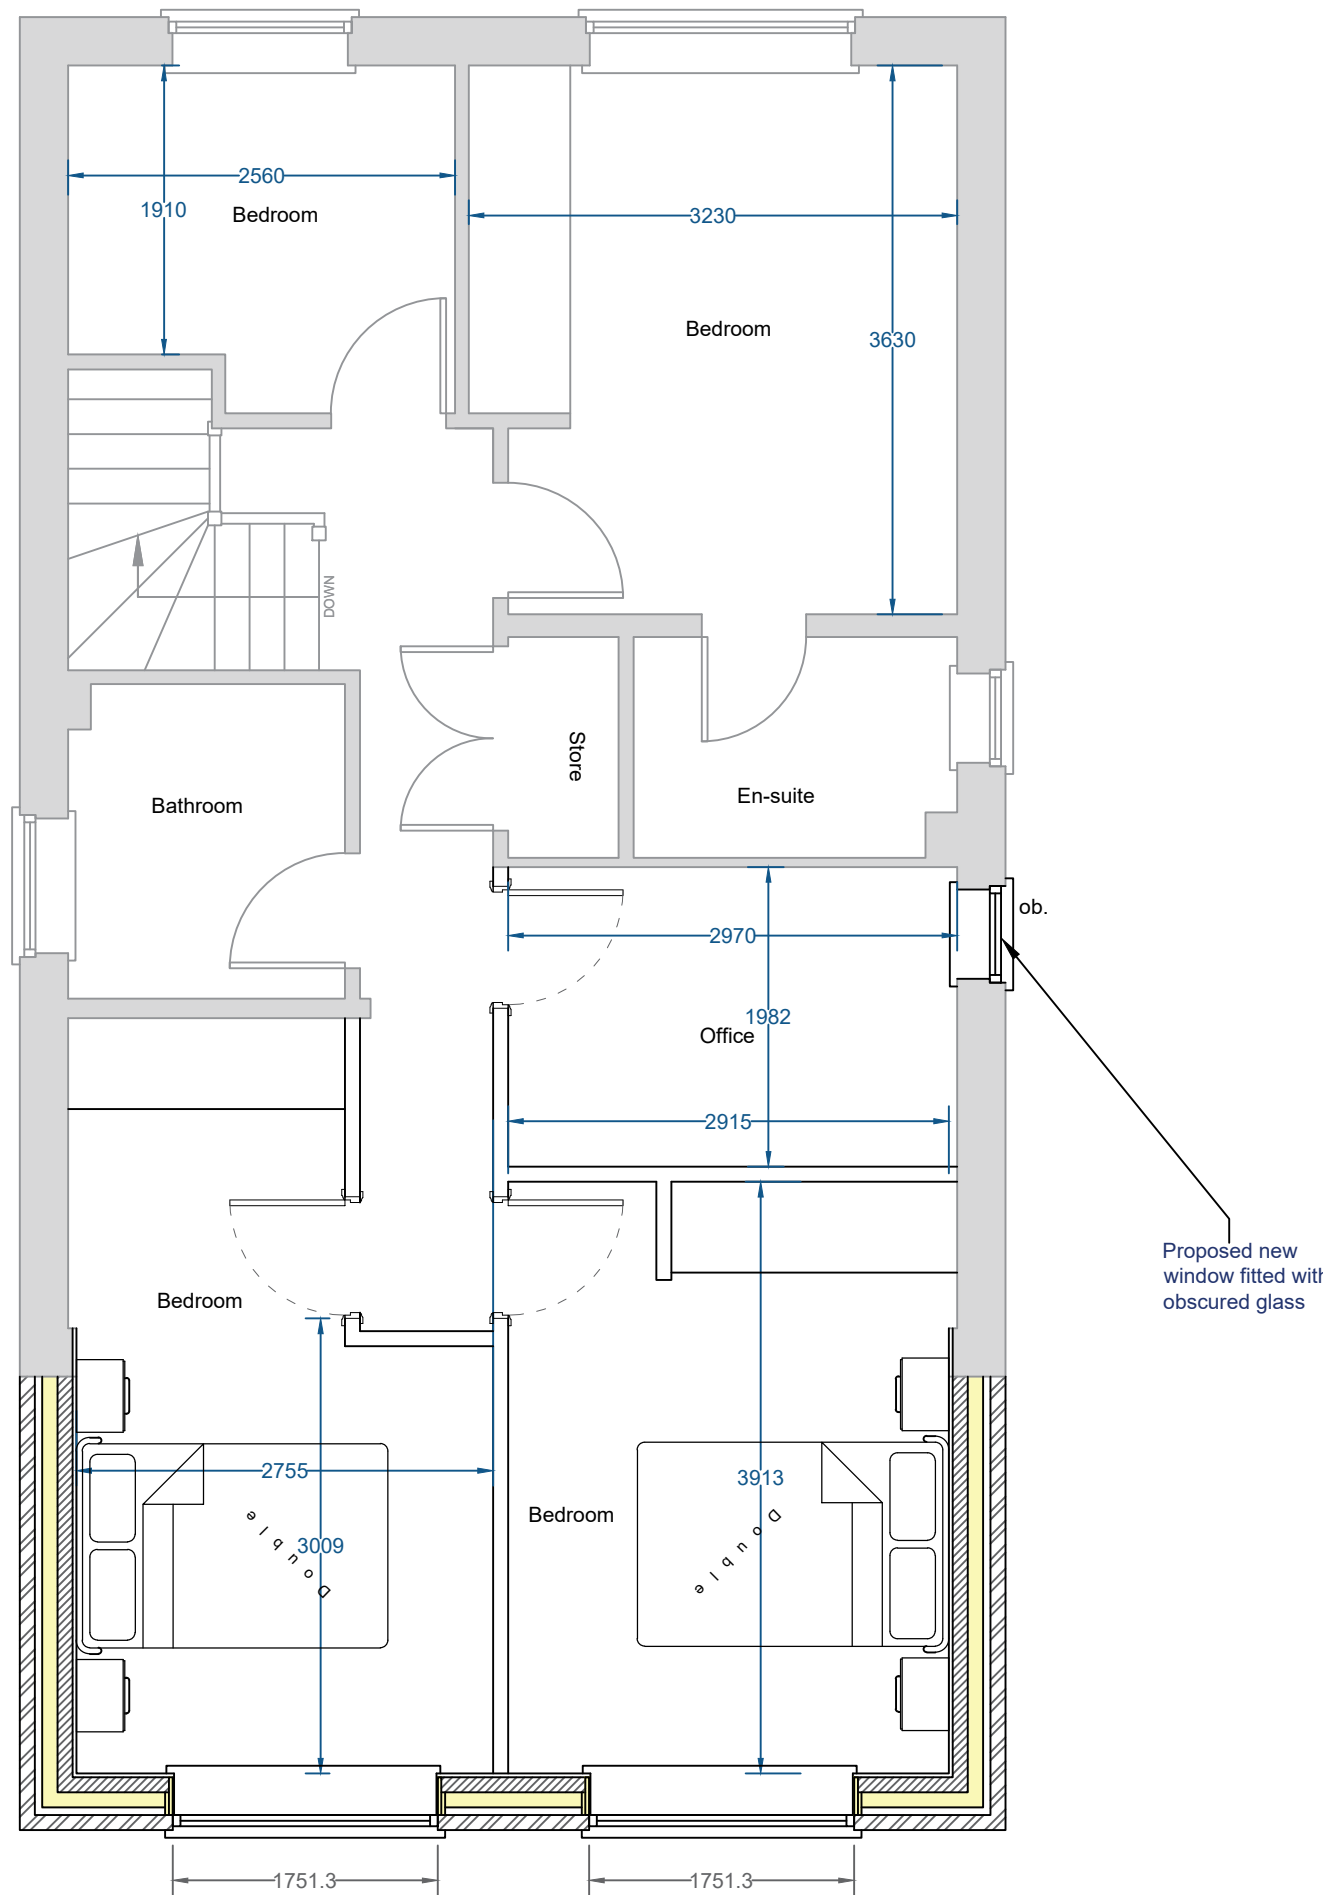 2560
1910
Bedroom
3230
Bedroom
3630
DOWN
Store
En-suite
Bathroom
ob.
2970
1982
Office
2915
Proposed new
window fitted with
obscured glass
Bedroom
2755
Double
3009
3913
Bedroom
Double
1751.3
1751.3